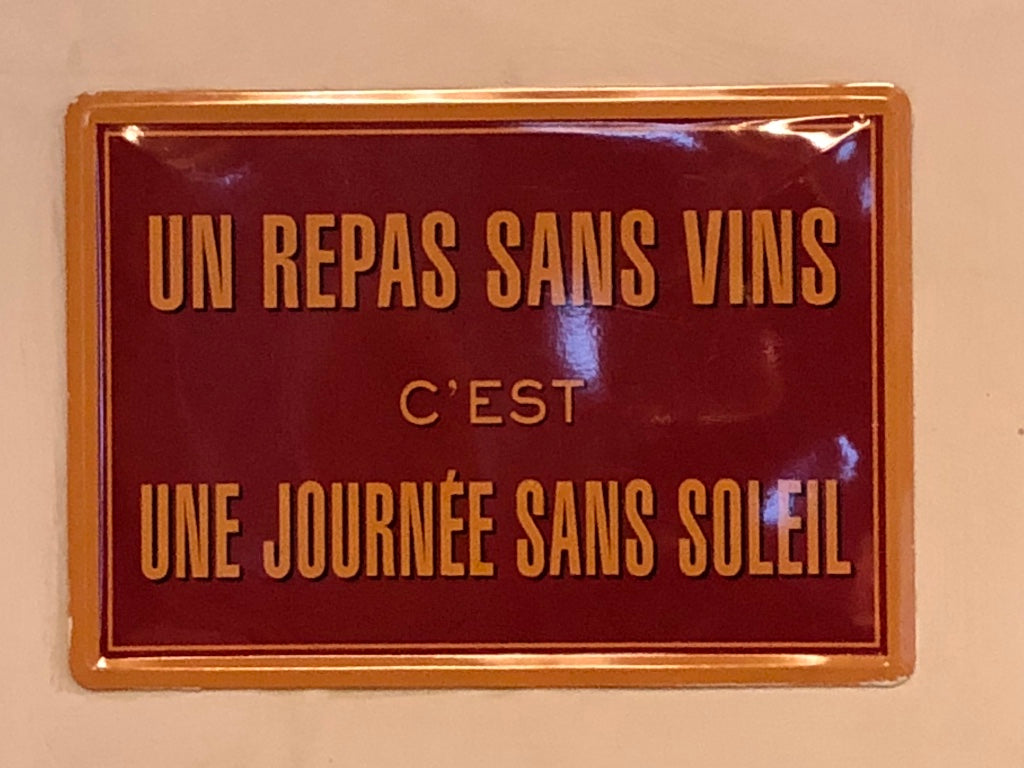 UN REPAS SANS VINS
C'EST
UNE JOURNÉE SANS SOLEIL